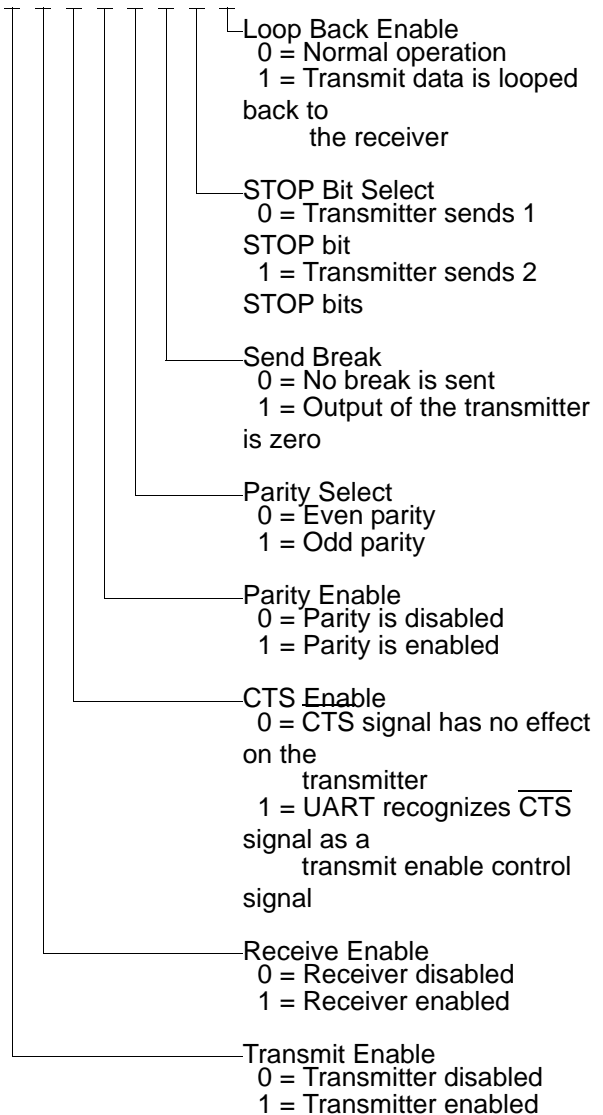 Loop Back Enable
0 = Normal operation
1 = Transmit data is looped
back to
the receiver
STOP Bit Select
0 = Transmitter sends 1
STOP bit
1 = Transmitter sends 2
STOP bits
Send Break
0 = No break is sent
1 = Output of the transmitter
is zero
Parity Select
0 = Even parity
1 = Odd parity
Parity Enable
0 = Parity is disabled
1 = Parity is enabled
CTS Enable
0 = C̅T̅S̅ signal has no effect
on the
transmitter
1 = UART recognizes C̅T̅S̅
signal as a
transmit enable control
signal
Receive Enable
0 = Receiver disabled
1 = Receiver enabled
Transmit Enable
0 = Transmitter disabled
1 = Transmitter enabled